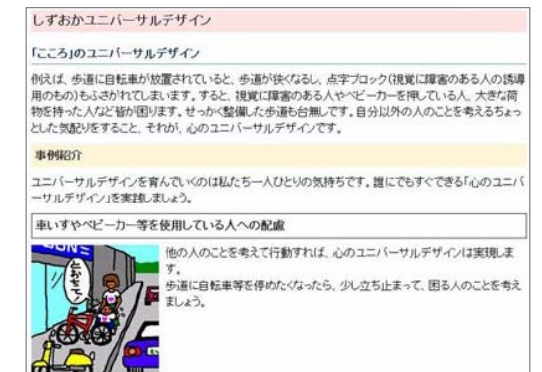 しずおかユニバーサルデザイン
「こころ」のユニバーサルデザイン
例えば、歩道に自転車が放置されていると、歩道が狭くなるし、点字ブロック(視覚に障害のある人の誘導
用のもの)もふさがれてしまいます。すると、視覚に障害のある人やベビーカーを押している人、大きな荷
物を持った人など皆が困ります。せっかく整備した歩道も台無しです。自分以外の人のことを考えるちょっ
とした気配りをすること、それが、心のユニバーサルデザインです。
事例紹介
ユニバーサルデザインを育んでいくのは私たち一人ひとりの気持ちです。誰にでもすぐできる「心のユニバ
ーサルデザイン」を実践しましょう。
車いすやベビーカー等を使用している人への配慮
他の人のことを考えて行動すれば、心のユニバーサルデザインは実現しま
す。
歩道に自転車等を停めたくなったら、少し立ち止まって、困る人のことを考え
ましょう。